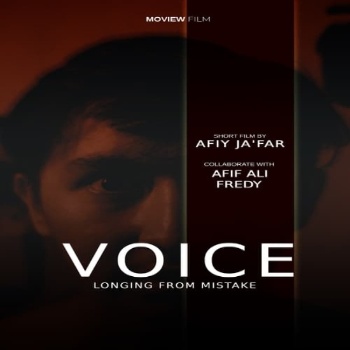 MOVIEW FILM
SHORT FILM BY
AFIY JA'FAR
COLLABORATE WITH
AFIF ALI
FREDY
VOICE
LONGING FROM MISTAKE